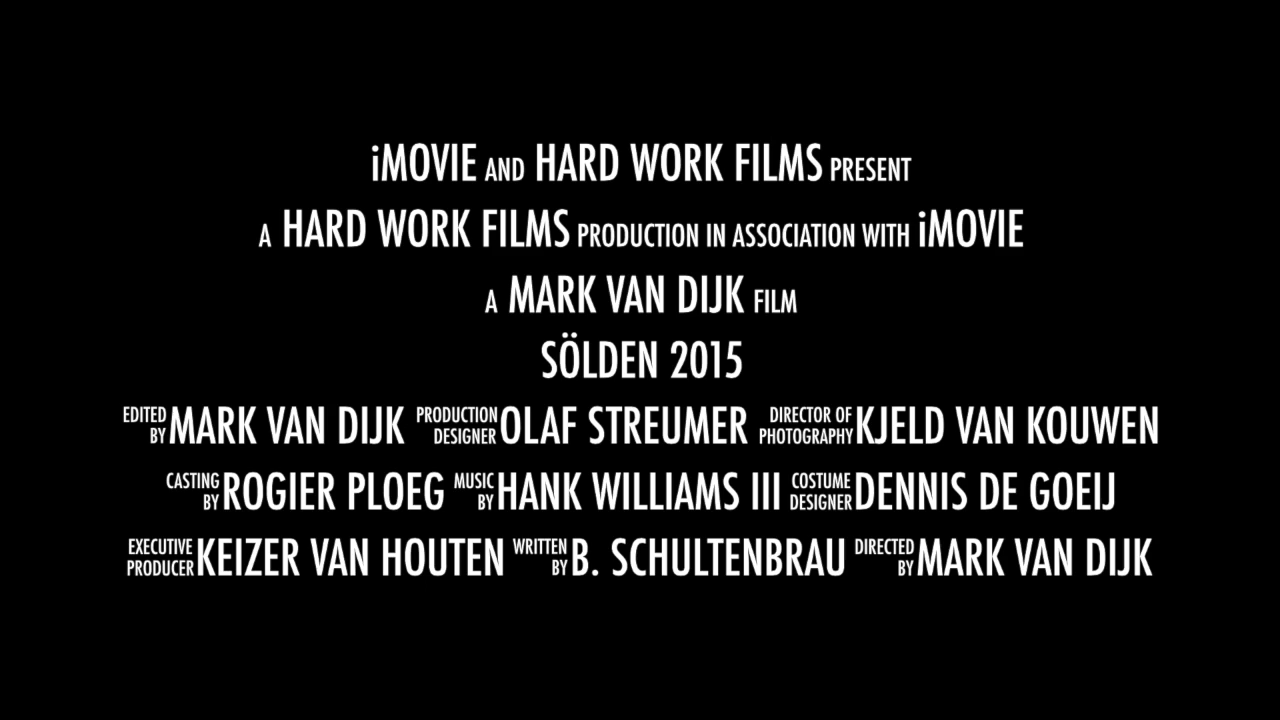 iMOVIE AND HARD WORK FILMS PRESENT
A HARD WORK FILMS PRODUCTION IN ASSOCIATION WITH iMOVIE
A MARK VAN DIJK FILM
SÖLDEN 2015
EDITED BY MARK VAN DIJK PRODUCTION DESIGNER OLAF STREUMER DIRECTOR OF PHOTOGRAPHY KJELD VAN KOUWEN
CASTING BY ROGIER PLOEG MUSIC BY HANK WILLIAMS III COSTUME DESIGNER DENNIS DE GOEIJ
EXECUTIVE PRODUCER KEIZER VAN HOUTEN WRITTEN BY B. SCHULTENBRAU DIRECTED BY MARK VAN DIJK